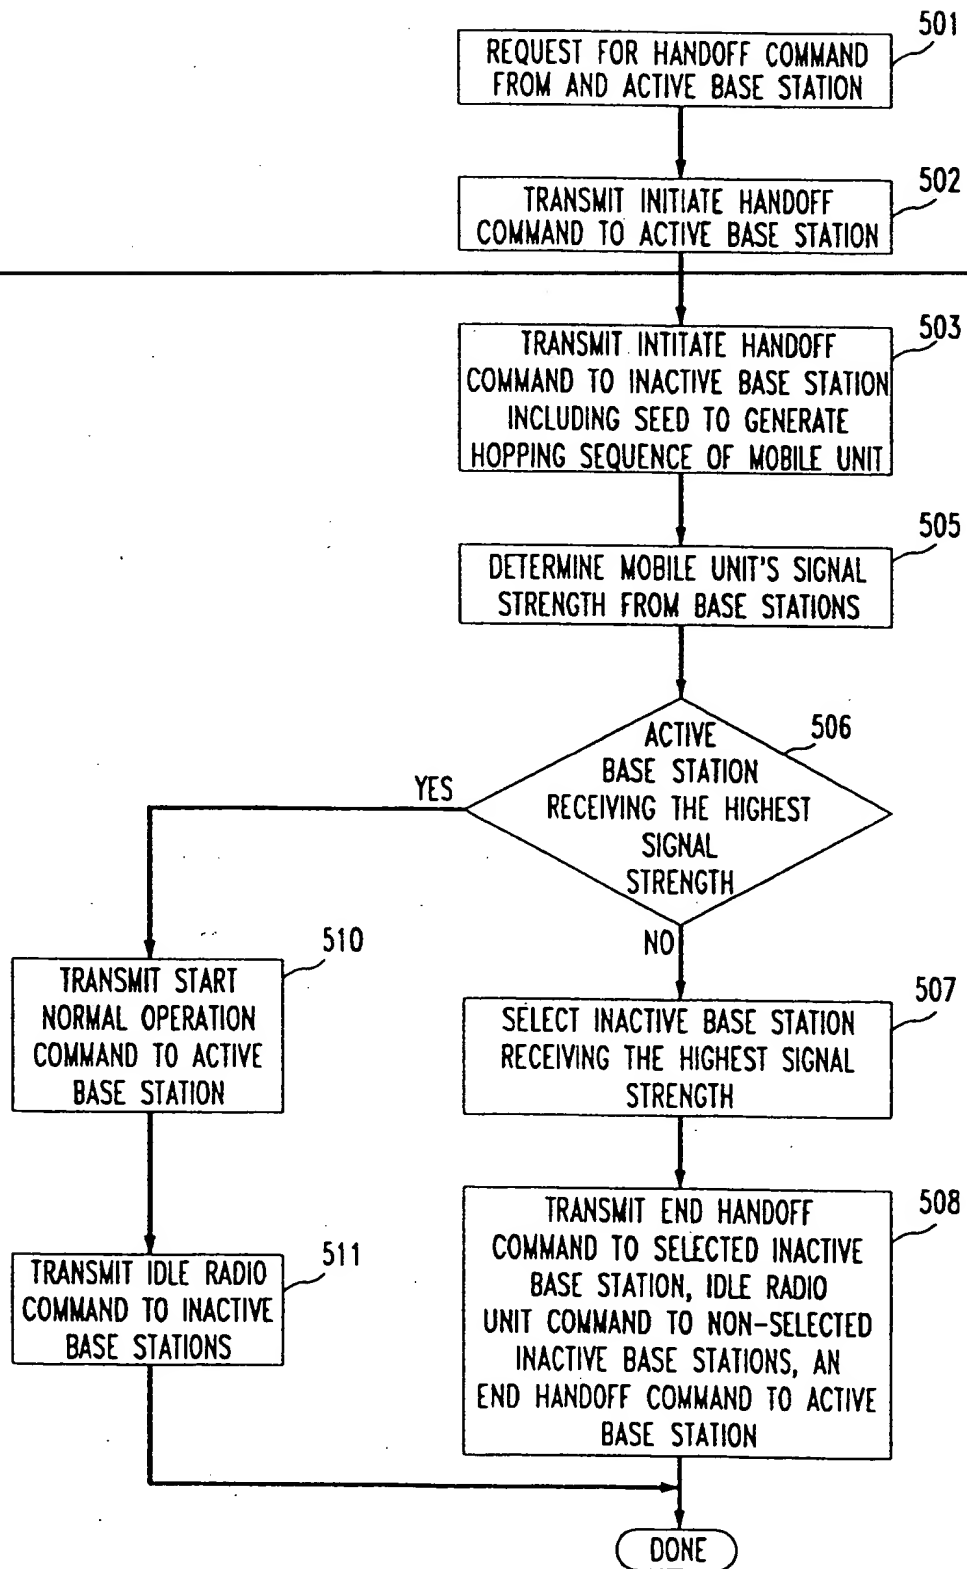 501
REQUEST FOR HANDOFF COMMAND
FROM AND ACTIVE BASE STATION
502
TRANSMIT INITIATE HANDOFF
COMMAND TO ACTIVE BASE STATION
503
TRANSMIT INTITATE HANDOFF
COMMAND TO INACTIVE BASE STATION
INCLUDING SEED TO GENERATE
HOPPING SEQUENCE OF MOBILE UNIT
505
DETERMINE MOBILE UNIT'S SIGNAL
STRENGTH FROM BASE STATIONS
506
ACTIVE
BASE STATION
RECEIVING THE HIGHEST
SIGNAL
STRENGTH
YES
NO
510
TRANSMIT START
NORMAL OPERATION
COMMAND TO ACTIVE
BASE STATION
511
TRANSMIT IDLE RADIO
COMMAND TO INACTIVE
BASE STATIONS
507
SELECT INACTIVE BASE STATION
RECEIVING THE HIGHEST SIGNAL
STRENGTH
508
TRANSMIT END HANDOFF
COMMAND TO SELECTED INACTIVE
BASE STATION, IDLE RADIO
UNIT COMMAND TO NON-SELECTED
INACTIVE BASE STATIONS, AN
END HANDOFF COMMAND TO ACTIVE
BASE STATION
DONE